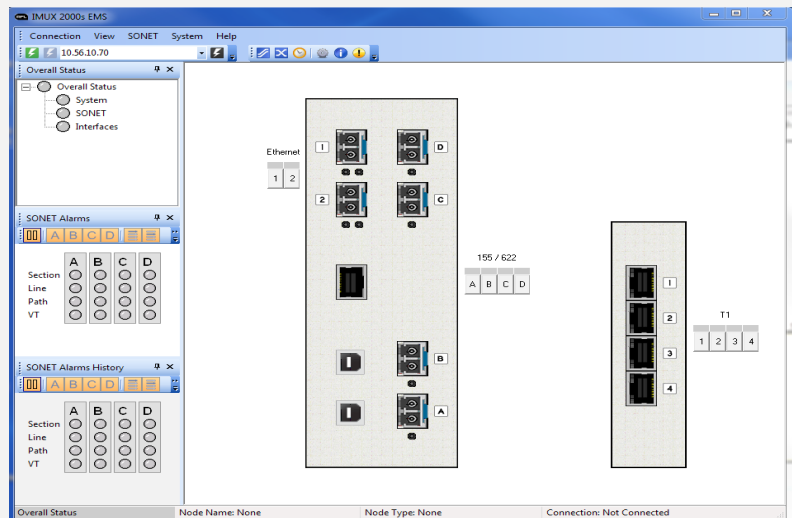 IMUX 2000s EMS
Connection View SONET System Help
10.56.10.70
Overall Status
Overall Status
System
SONET
Interfaces
SONET Alarms
A B C D
A B C D
Section
Line
Path
VT
SONET Alarms History
A B C D
A B C D
Section
Line
Path
VT
Ethernet
1 2
1 D
2 C
B
A
155 / 622
A B C D
1
2
3
4
T1
1 2 3 4
Overall Status Node Name: None Node Type: None Connection: Not Connected